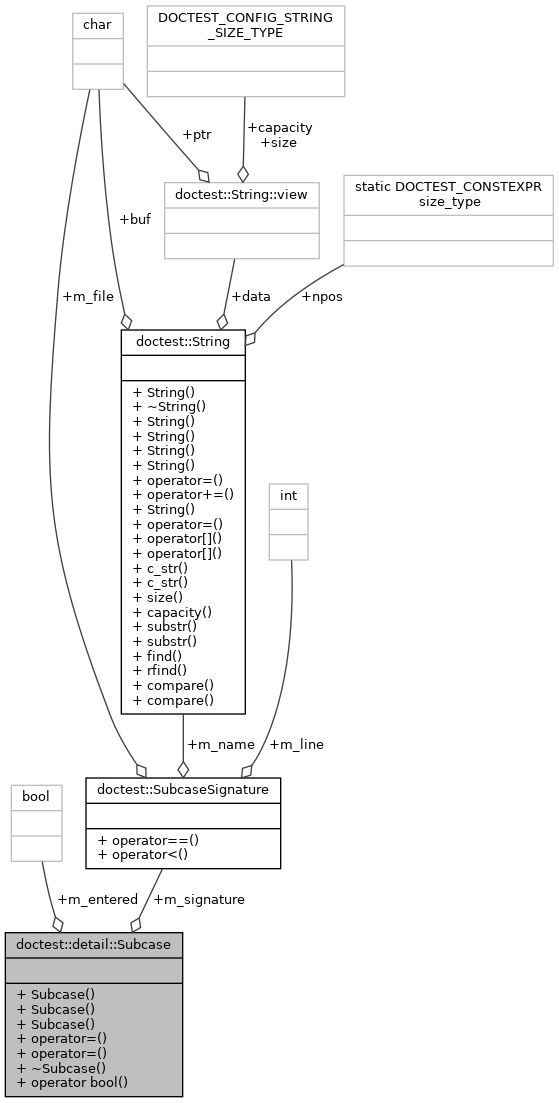 char
DOCTEST_CONFIG_STRING
_SIZE_TYPE
+ptr
+capacity
+size
doctest::String::view
static DOCTEST_CONSTEXPR
size_type
+buf
+m_file
+data
+npos
doctest::String
+ String()
+ ~String()
+ String()
+ String()
+ String()
+ String()
+ operator=()
+ operator+=()
+ String()
+ operator=()
+ operator[]()
+ operator[]()
+ c_str()
+ c_str()
+ size()
+ capacity()
+ substr()
+ substr()
+ find()
+ rfind()
+ compare()
+ compare()
int
+m_name
+m_line
doctest::SubcaseSignature
+ operator==()
+ operator<()
bool
+m_entered
+m_signature
doctest::detail::Subcase
+ Subcase()
+ Subcase()
+ Subcase()
+ operator=()
+ operator=()
+ ~Subcase()
+ operator bool()